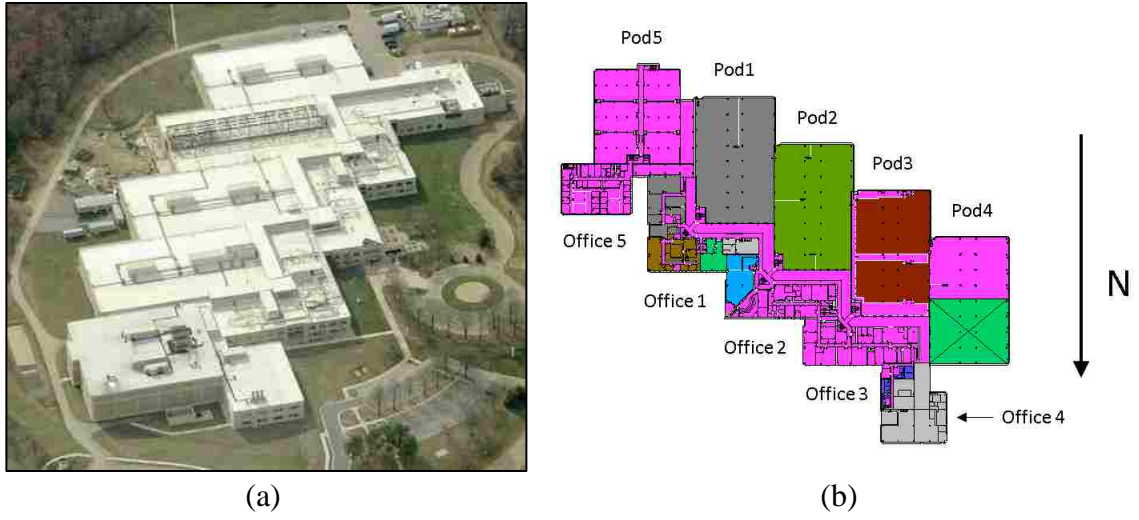 Pod5
Pod1
Pod2
Pod3
Pod4
Office 5
Office 1
Office 2
Office 3
Office 4
N
(a)
(b)